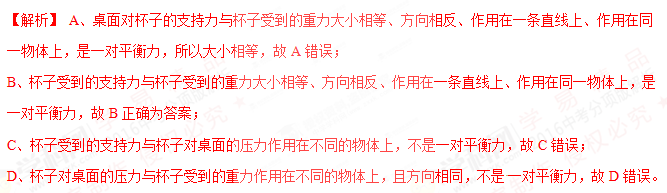 【解析】 A、桌面对杯子的支持力与杯子受到的重力大小相等、方向相反、作用在一条直线上、作用在同
一物体上，是一对平衡力，所以大小相等，故 A 错误；
B、杯子受到的支持力与杯子受到的重力大小相等、方向相反、作用在一条直线上、作用在同一物体上，是
一对平衡力，故 B 正确为答案；
C、杯子受到的支持力与杯子对桌面的压力作用在不同的物体上，不是一对平衡力，故 C 错误；
D、杯子对桌面的压力与杯子受到的重力作用在不同的物体上，且方向相同，不是一对平衡力，故 D 错误。